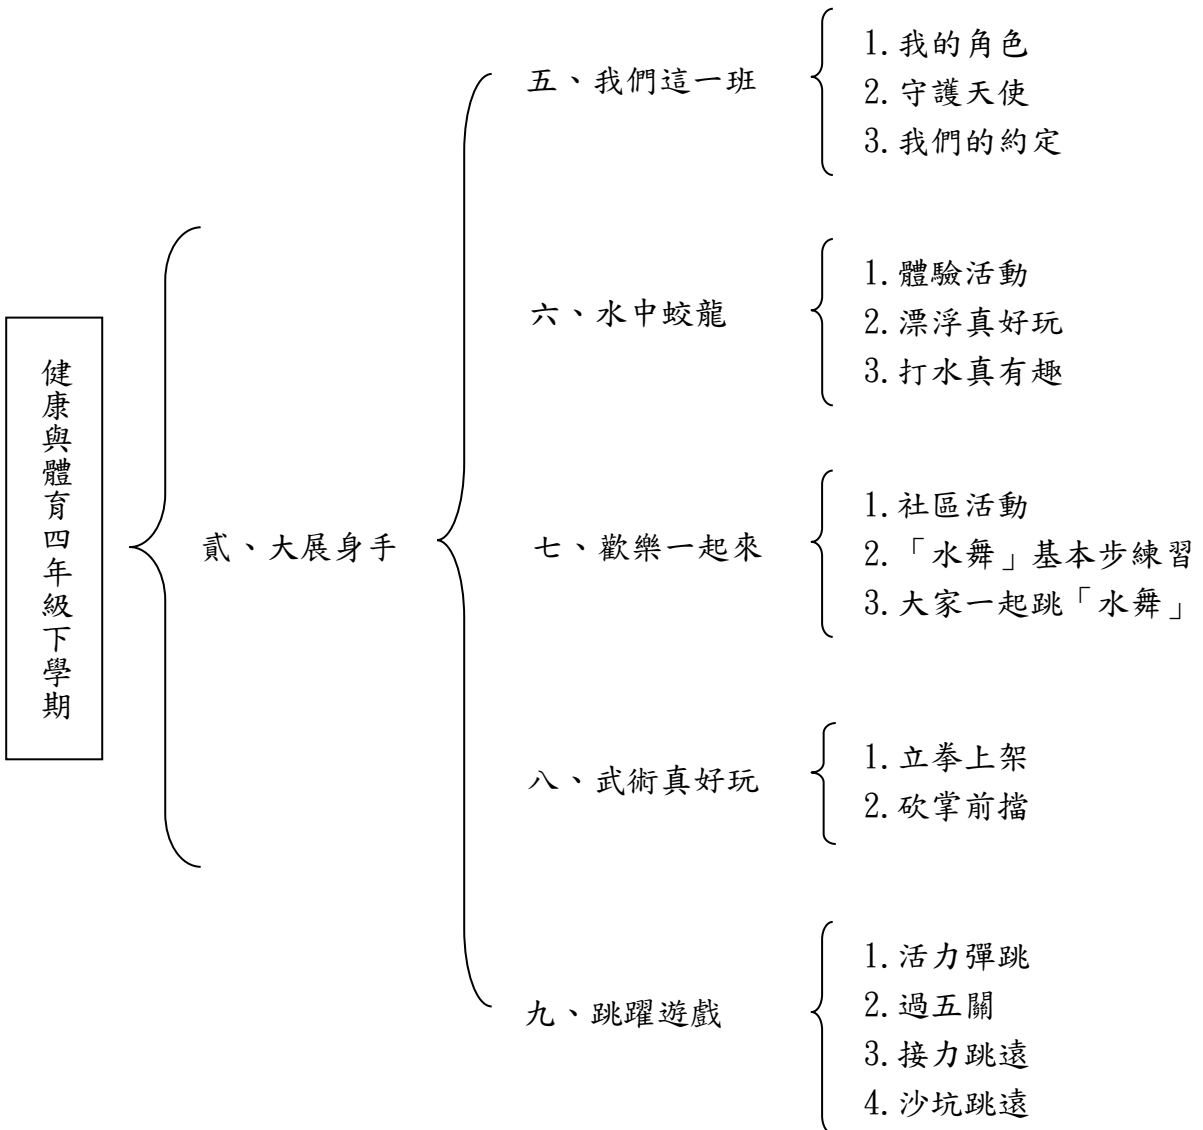 健康與體育四年級下學期
貳、大展身手
五、我們這一班
1.我的角色
2.守護天使
3.我們的約定
六、水中蛟龍
1.體驗活動
2.漂浮真好玩
3.打水真有趣
七、歡樂一起來
1.社區活動
2.「水舞」基本步練習
3.大家一起跳「水舞」
八、武術真好玩
1.立拳上架
2.砍掌前擋
九、跳躍遊戲
1.活力彈跳
2.過五關
3.接力跳遠
4.沙坑跳遠